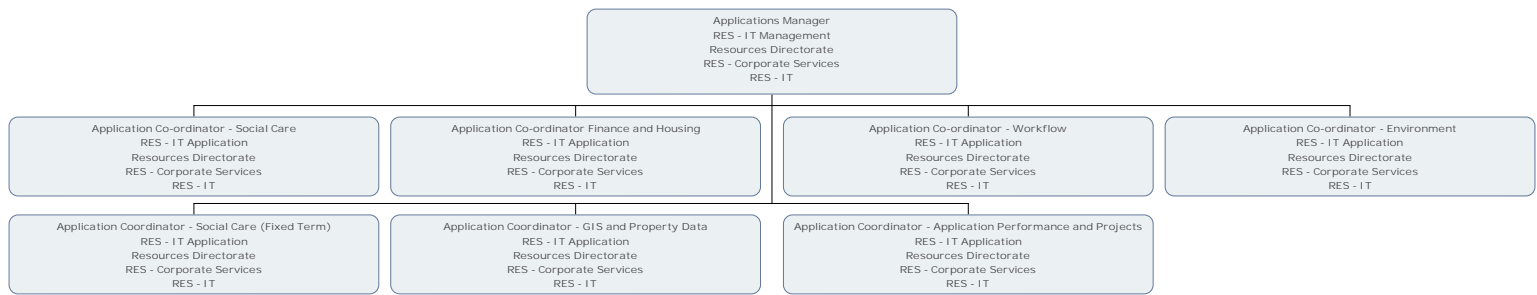 Applications Manager
RES - IT Management
Resources Directorate
RES - Corporate Services
RES - IT
Application Co-ordinator - Social Care
RES - IT Application
Resources Directorate
RES - Corporate Services
RES - IT
Application Co-ordinator Finance and Housing
RES - IT Application
Resources Directorate
RES - Corporate Services
RES - IT
Application Co-ordinator - Workflow
RES - IT Application
Resources Directorate
RES - Corporate Services
RES - IT
Application Co-ordinator - Environment
RES - IT Application
Resources Directorate
RES - Corporate Services
RES - IT
Application Coordinator - Social Care (Fixed Term)
RES - IT Application
Resources Directorate
RES - Corporate Services
RES - IT
Application Coordinator - GIS and Property Data
RES - IT Application
Resources Directorate
RES - Corporate Services
RES - IT
Application Coordinator - Application Performance and Projects
RES - IT Application
Resources Directorate
RES - Corporate Services
RES - IT